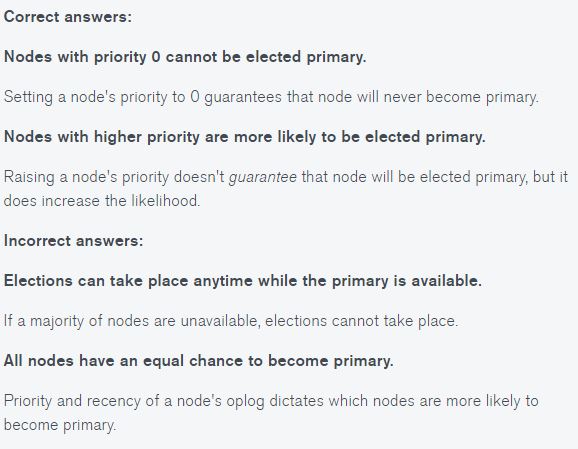 Correct answers:
Nodes with priority 0 cannot be elected primary.
Setting a node's priority to 0 guarantees that node will never become primary.
Nodes with higher priority are more likely to be elected primary.
Raising a node's priority doesn't guarantee that node will be elected primary, but it
does increase the likelihood.
Incorrect answers:
Elections can take place anytime while the primary is available.
If a majority of nodes are unavailable, elections cannot take place.
All nodes have an equal chance to become primary.
Priority and recency of a node's oplog dictates which nodes are more likely to
become primary.